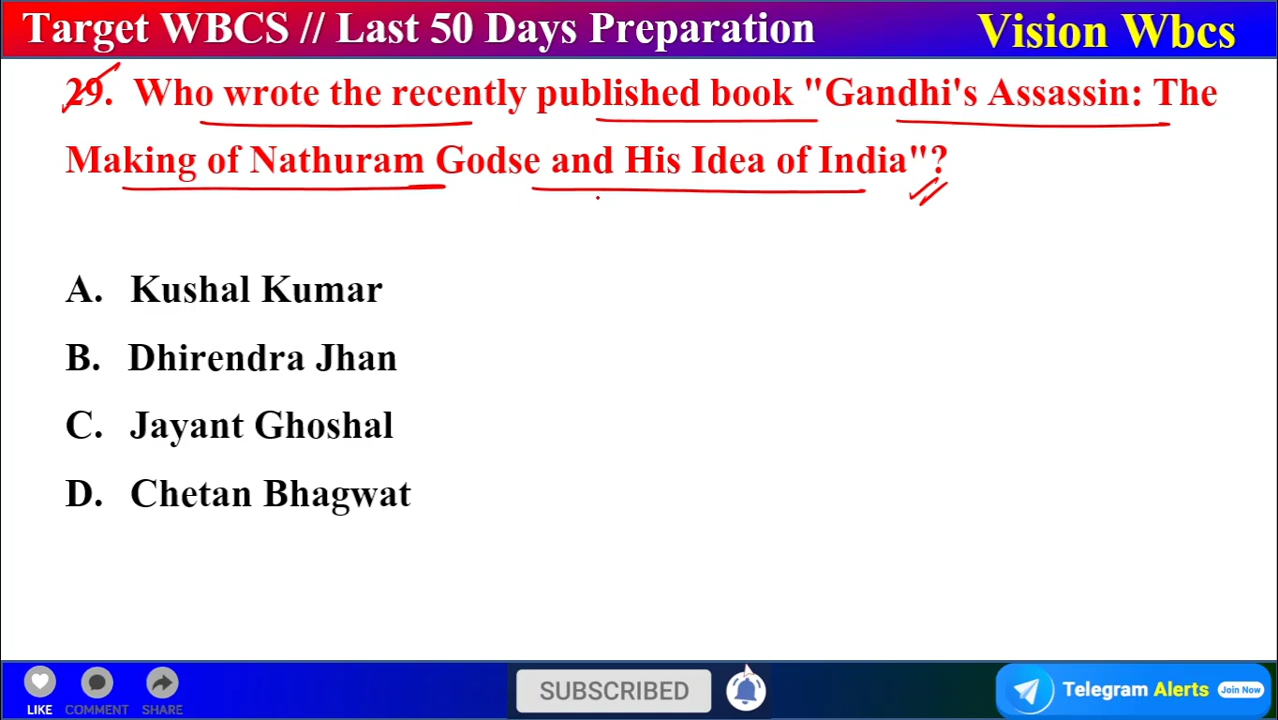 Target WBCS // Last 50 Days Preparation
Vision Wbcs
29. Who wrote the recently published book "Gandhi's Assassin: The
Making of Nathuram Godse and His Idea of India"?
A. Kushal Kumar
B. Dhirendra Jhan
C. Jayant Ghoshal
D. Chetan Bhagwat
LIKE COMMENT SHARE
SUBSCRIBED
Telegram Alerts Join Now